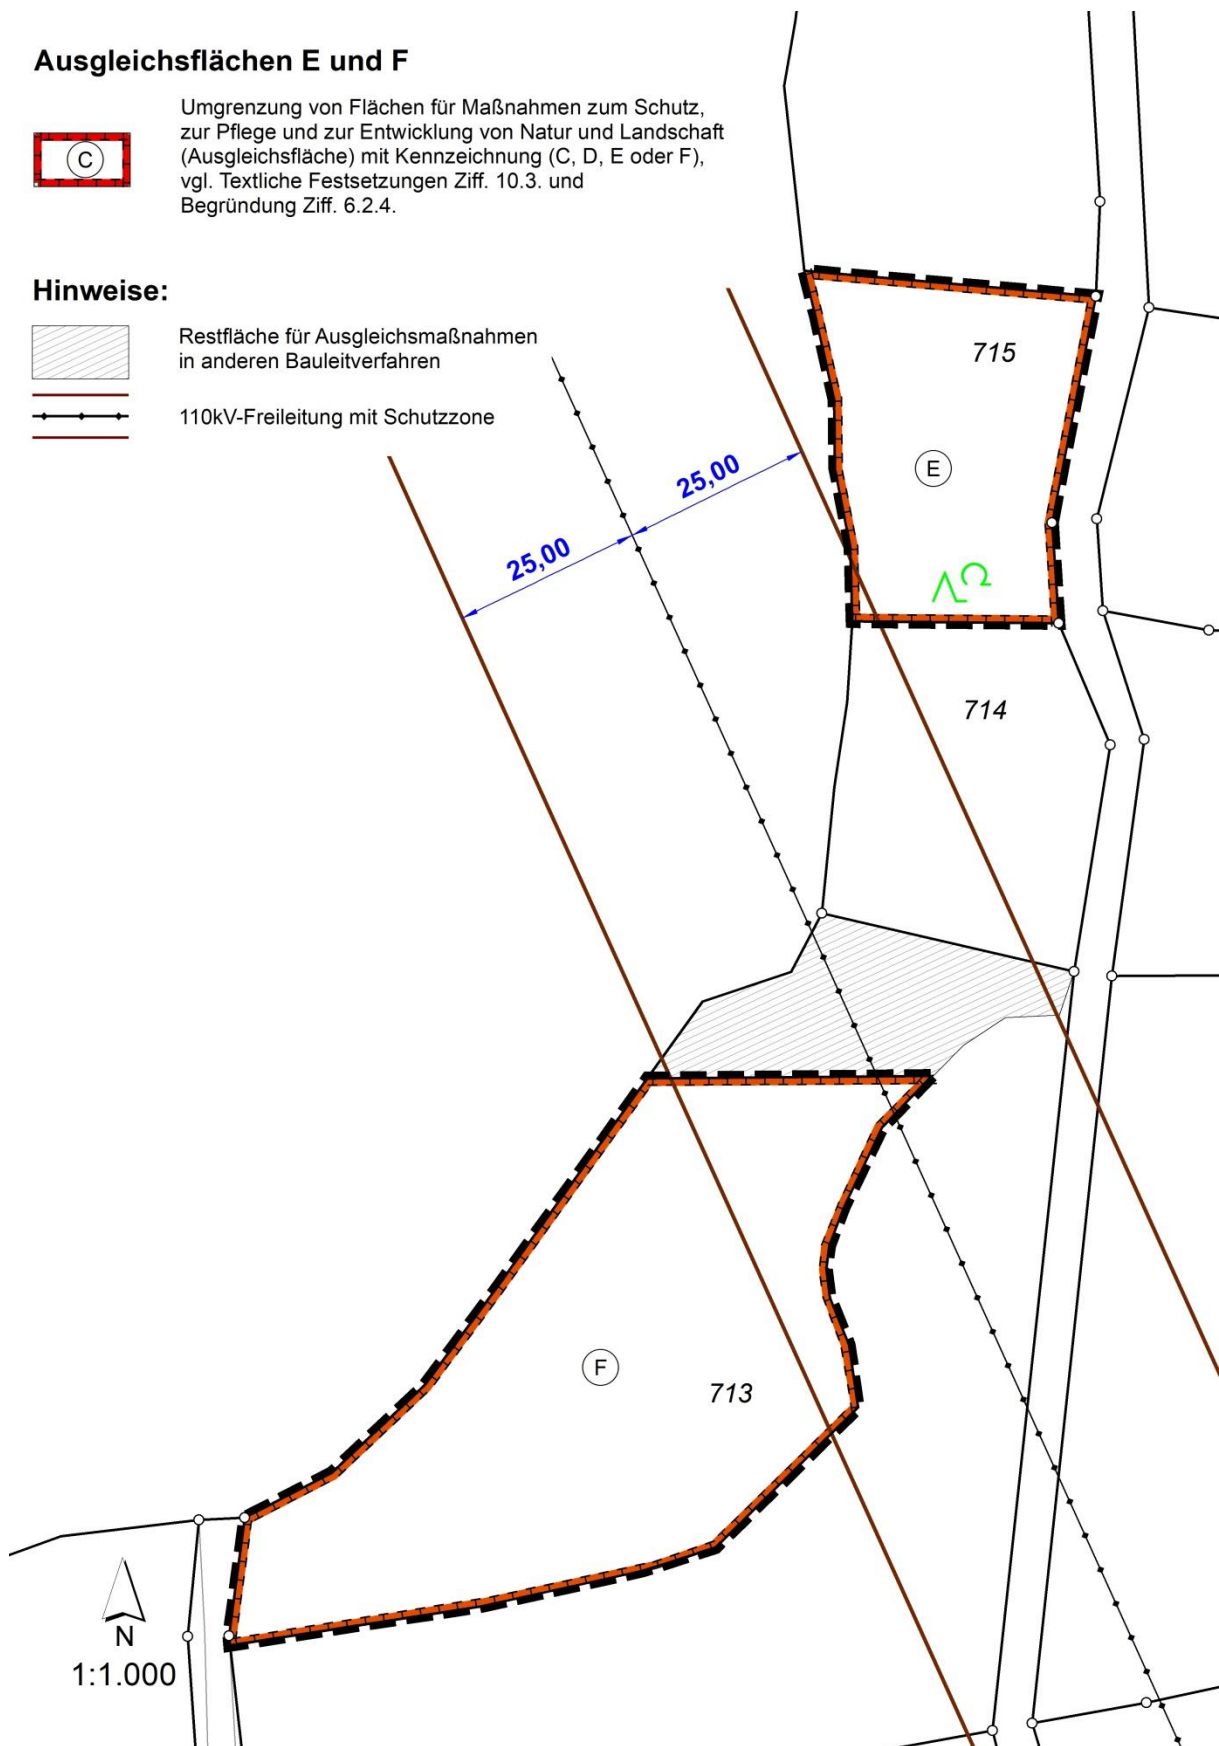 Ausgleichsflächen E und F
C
Umgrenzung von Flächen für Maßnahmen zum Schutz,
zur Pflege und zur Entwicklung von Natur und Landschaft
(Ausgleichsfläche) mit Kennzeichnung (C, D, E oder F),
vgl. Textliche Festsetzungen Ziff. 10.3. und
Begründung Ziff. 6.2.4.
Hinweise:
Restfläche für Ausgleichsmaßnahmen
in anderen Bauleitverfahren
110kV-Freileitung mit Schutzzone
715
E
25,00
25,00
714
F
713
N
1:1.000